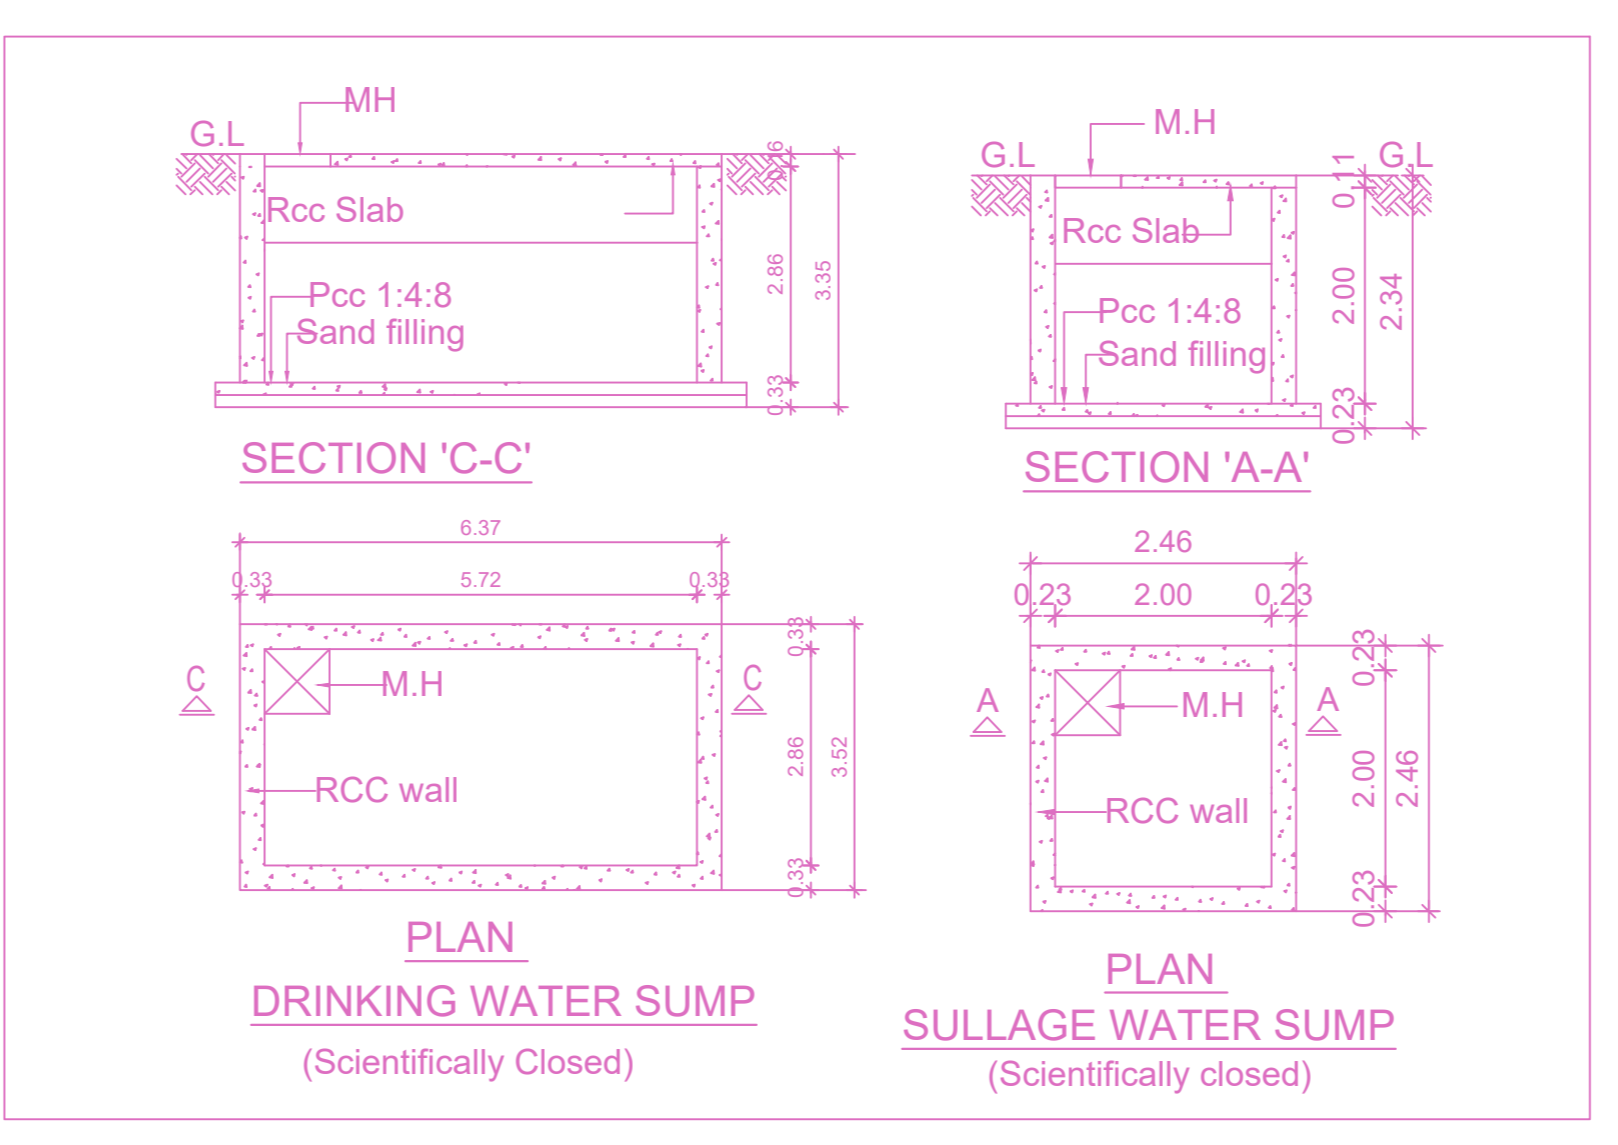 MH
G.L
Rcc Slab
Pcc 1:4:8
Sand filling
0.16
2.86
0.33
3.35
SECTION 'C-C'
M.H
G.L
G.L
Rcc Slab
Pcc 1:4:8
Sand filling
0.11
2.00
0.23
2.34
SECTION 'A-A'
6.37
0.33 5.72 0.33
C
M.H
C
RCC wall
0.33
2.86
0.33
3.52
PLAN
DRINKING WATER SUMP
(Scientifically Closed)
2.46
0.23 2.00 0.23
A
M.H
A
RCC wall
0.23
2.00
0.23
2.46
PLAN
SULLAGE WATER SUMP
(Scientifically closed)